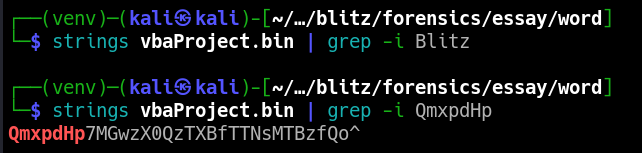 ┌──(venv)─(kali㉿kali)-[~/…/blitz/forensics/essay/word]
└─$ strings vbaProject.bin | grep -i Blitz
┌──(venv)─(kali㉿kali)-[~/…/blitz/forensics/essay/word]
└─$ strings vbaProject.bin | grep -i QmxpdHp
QmxpdHp7MGwzX0QzTXBfTTNsMTBzfQo^